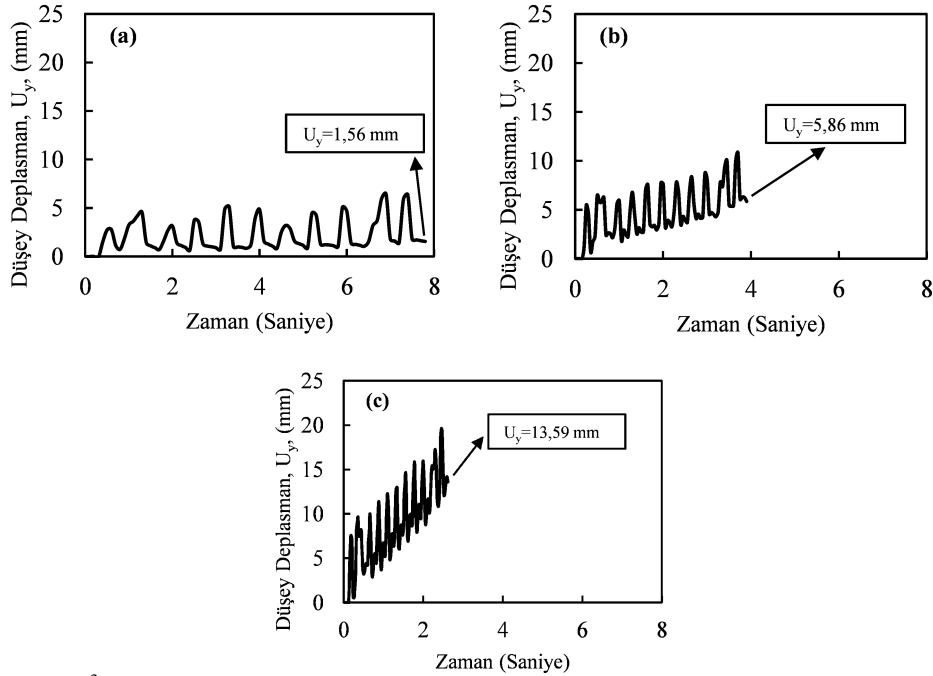 (a)
Düşey Deplasman, Uy, (mm)
25
20
15
10
5
0
Uy=1,56 mm
0 2 4 6 8
Zaman (Saniye)
(b)
Düşey Deplasman, Uy, (mm)
25
20
15
10
5
0
Uy=5,86 mm
0 2 4 6 8
Zaman (Saniye)
(c)
Düşey Deplasman, Uy, (mm)
25
20
15
10
5
0
Uy=13,59 mm
0 2 4 6 8
Zaman (Saniye)